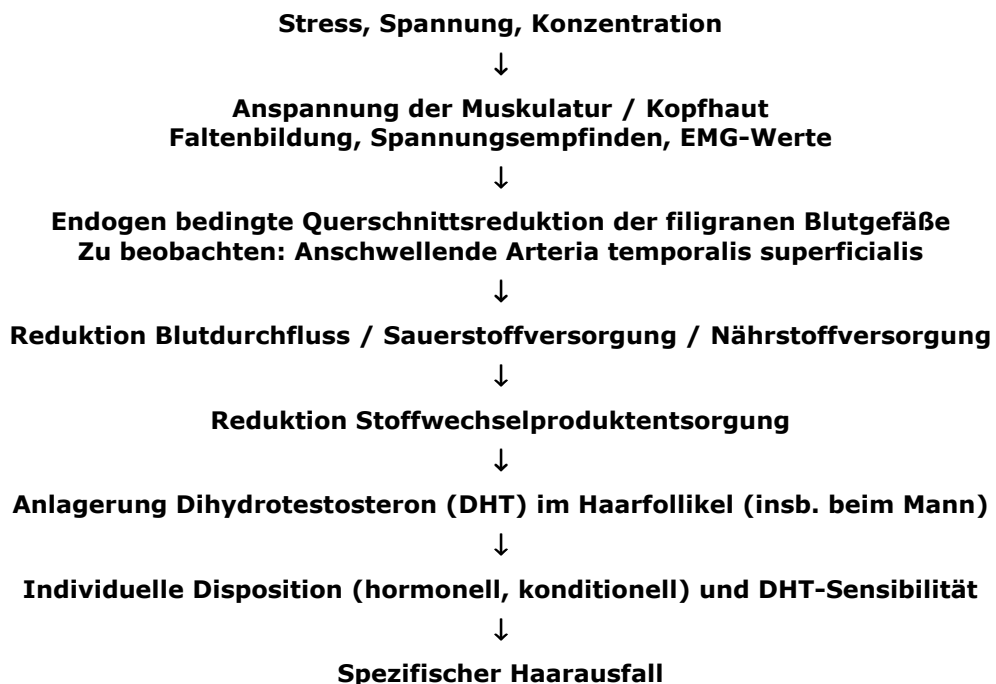 Stress, Spannung, Konzentration
↓
Anspannung der Muskulatur / Kopfhaut
Faltenbildung, Spannungsempfinden, EMG-Werte
↓
Endogen bedingte Querschnittsreduktion der filigranen Blutgefäße
Zu beobachten: Anschwellende Arteria temporalis superficialis
↓
Reduktion Blutdurchfluss / Sauerstoffversorgung / Nährstoffversorgung
↓
Reduktion Stoffwechselproduktentsorgung
↓
Anlagerung Dihydrotestosteron (DHT) im Haarfollikel (insb. beim Mann)
↓
Individuelle Disposition (hormonell, konditionell) und DHT-Sensibilität
↓
Spezifischer Haarausfall